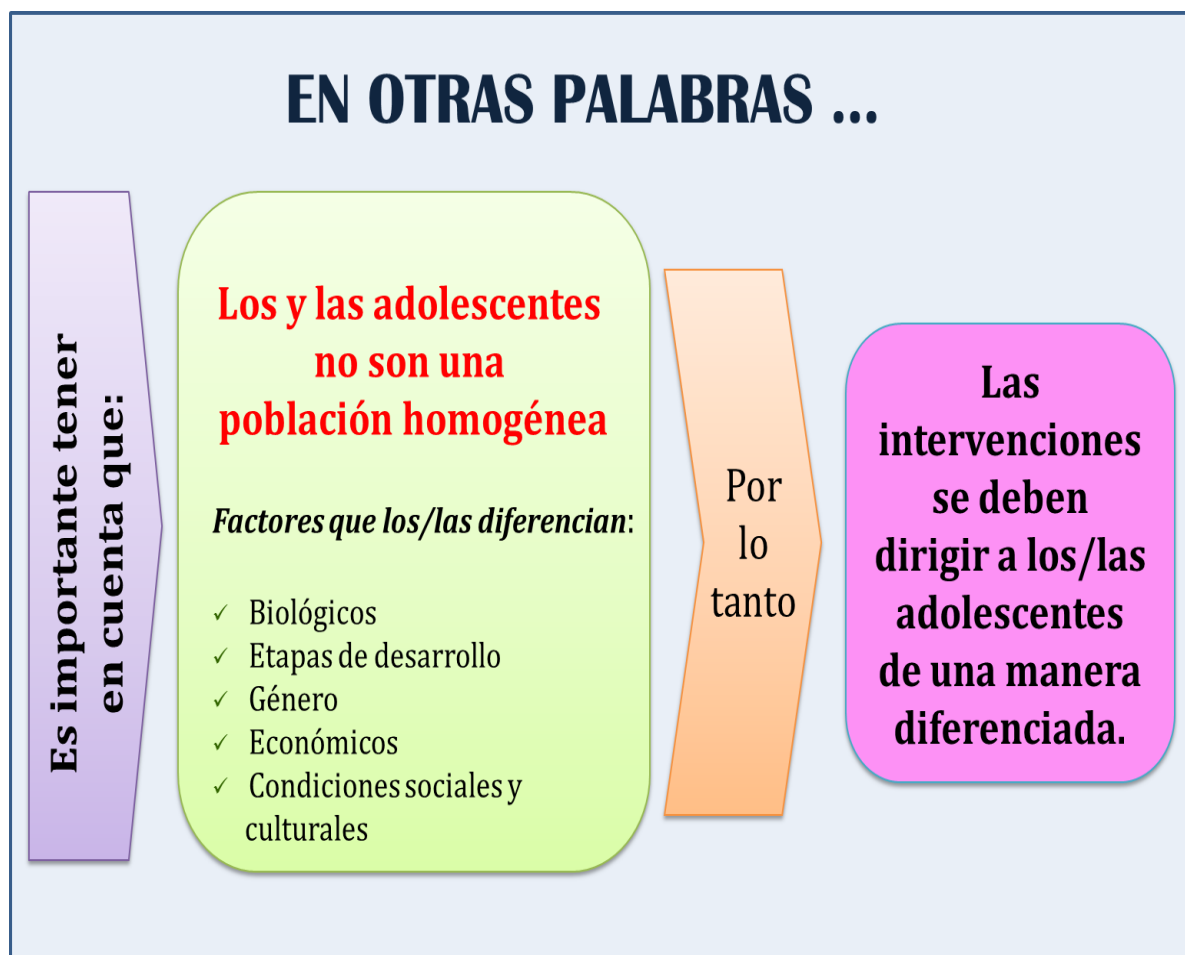 EN OTRAS PALABRAS ...
Es importante tener
en cuenta que:
Los y las adolescentes
no son una
población homogénea
Factores que los/las diferencian:
✓ Biológicos
✓ Etapas de desarrollo
✓ Género
✓ Económicos
✓ Condiciones sociales y
culturales
Por
lo
tanto
Las
intervenciones
se deben
dirigir a los/las
adolescentes
de una manera
diferenciada.